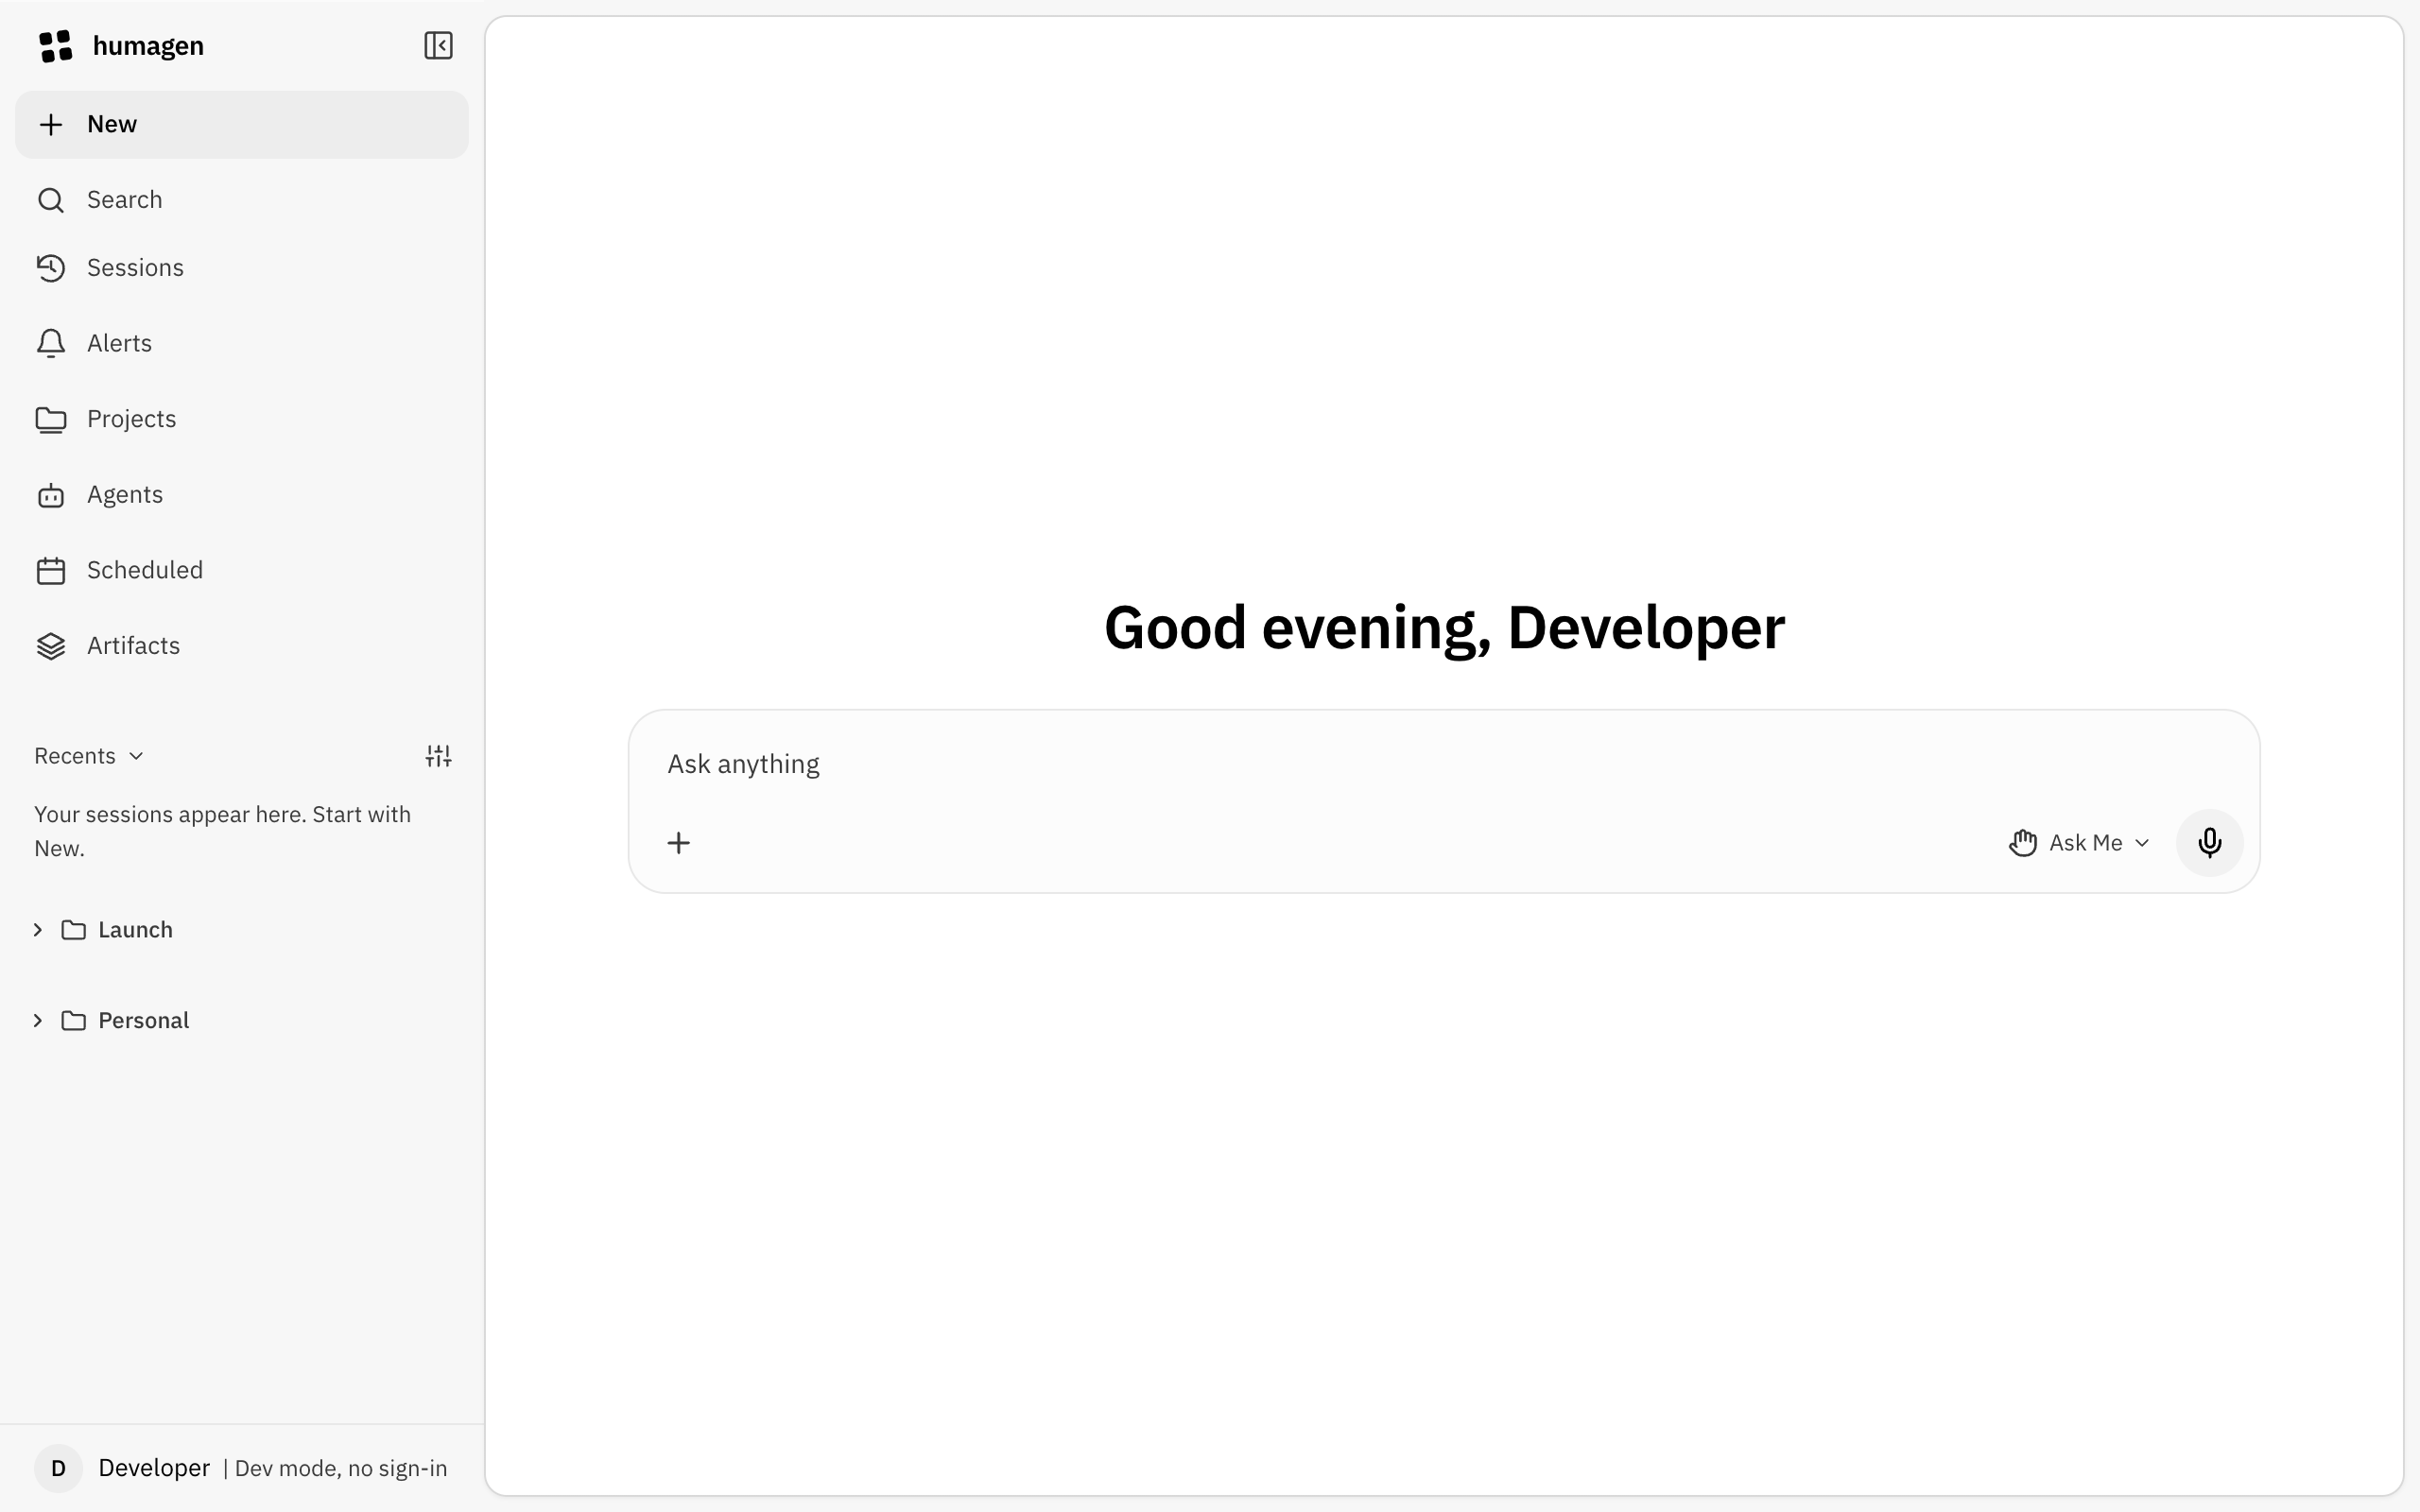 humagen
New
Search
Sessions
Alerts
Projects
Agents
Scheduled
Artifacts
Recents
Your sessions appear here. Start with
New.
Launch
Personal
D Developer | Dev mode, no sign-in
Good evening, Developer
Ask anything
Ask Me